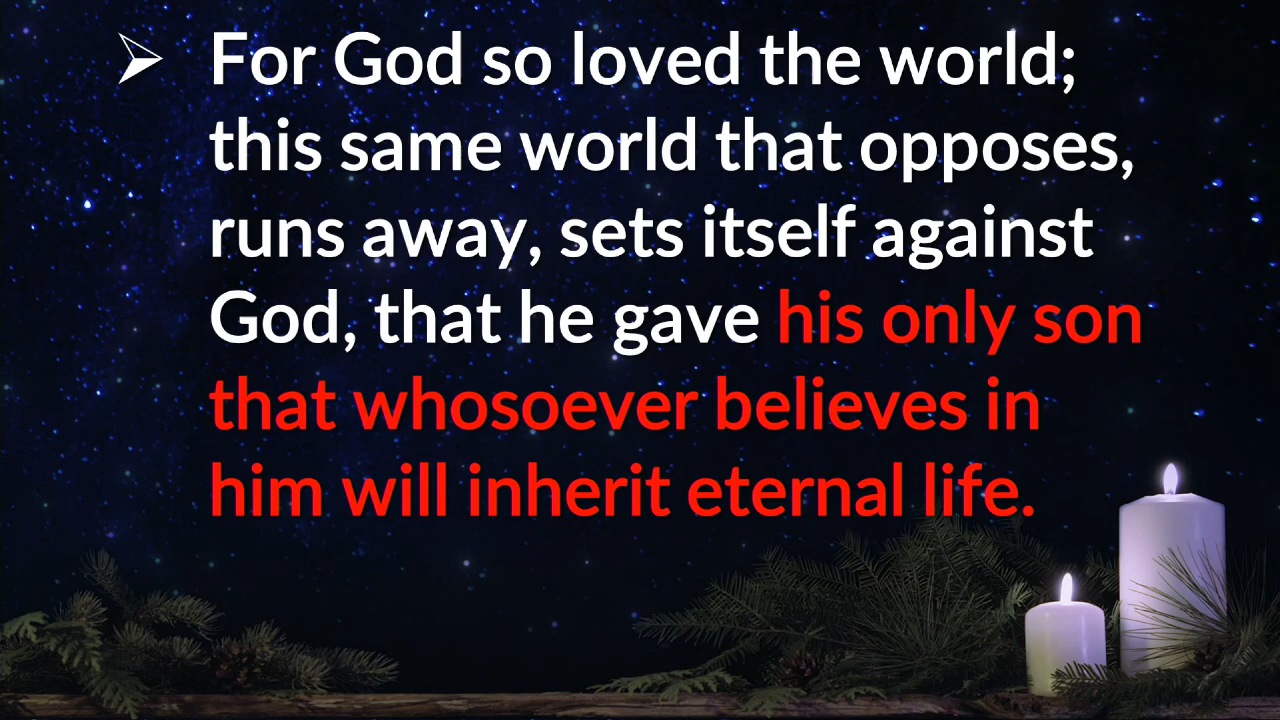 ➢ For God so loved the world;
this same world that opposes,
runs away, sets itself against
God, that he gave his only son
that whosoever believes in
him will inherit eternal life.